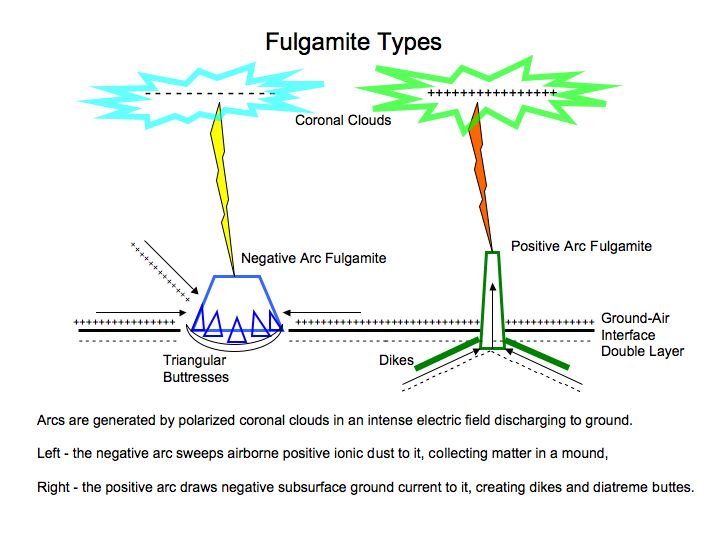 Fulgamite Types
- - - - - - - - - - - - - -
++++++++++++++++
Coronal Clouds
Negative Arc Fulgamite
Positive Arc Fulgamite
Ground-Air
Interface
Double Layer
Triangular
Buttresses
Dikes
Arcs are generated by polarized coronal clouds in an intense electric field discharging to ground.
Left - the negative arc sweeps airborne positive ionic dust to it, collecting matter in a mound,
Right - the positive arc draws negative subsurface ground current to it, creating dikes and diatreme buttes.